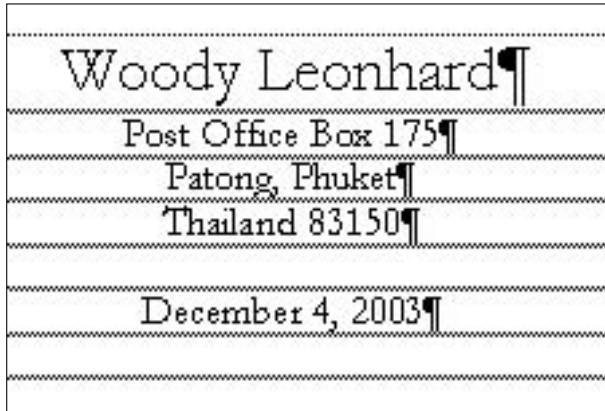 Woody Leonhard¶
Post Office Box 175¶
Patong, Phuket¶
Thailand 83150¶
December 4, 2003¶